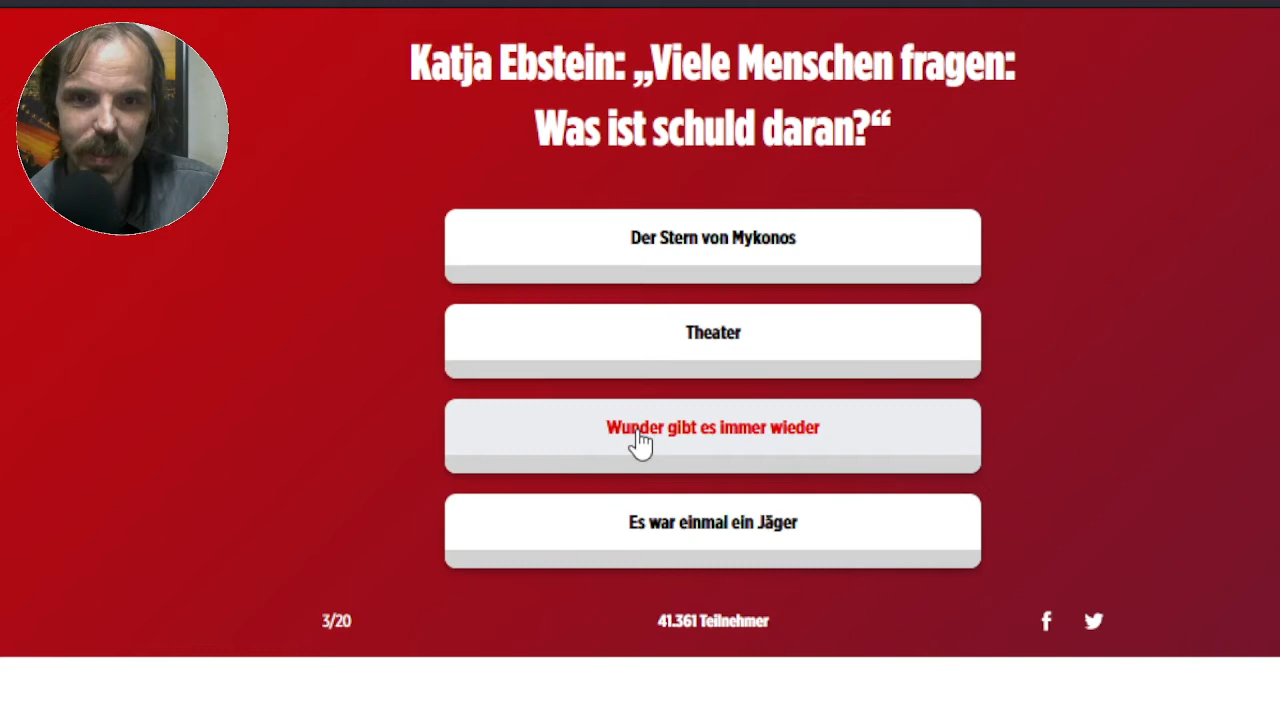 Katja Ebstein: „Viele Menschen fragen:
Was ist schuld daran?“
Der Stern von Mykonos
Theater
Wunder gibt es immer wieder
Es war einmal ein Jäger
3/20
41.361 Teilnehmer